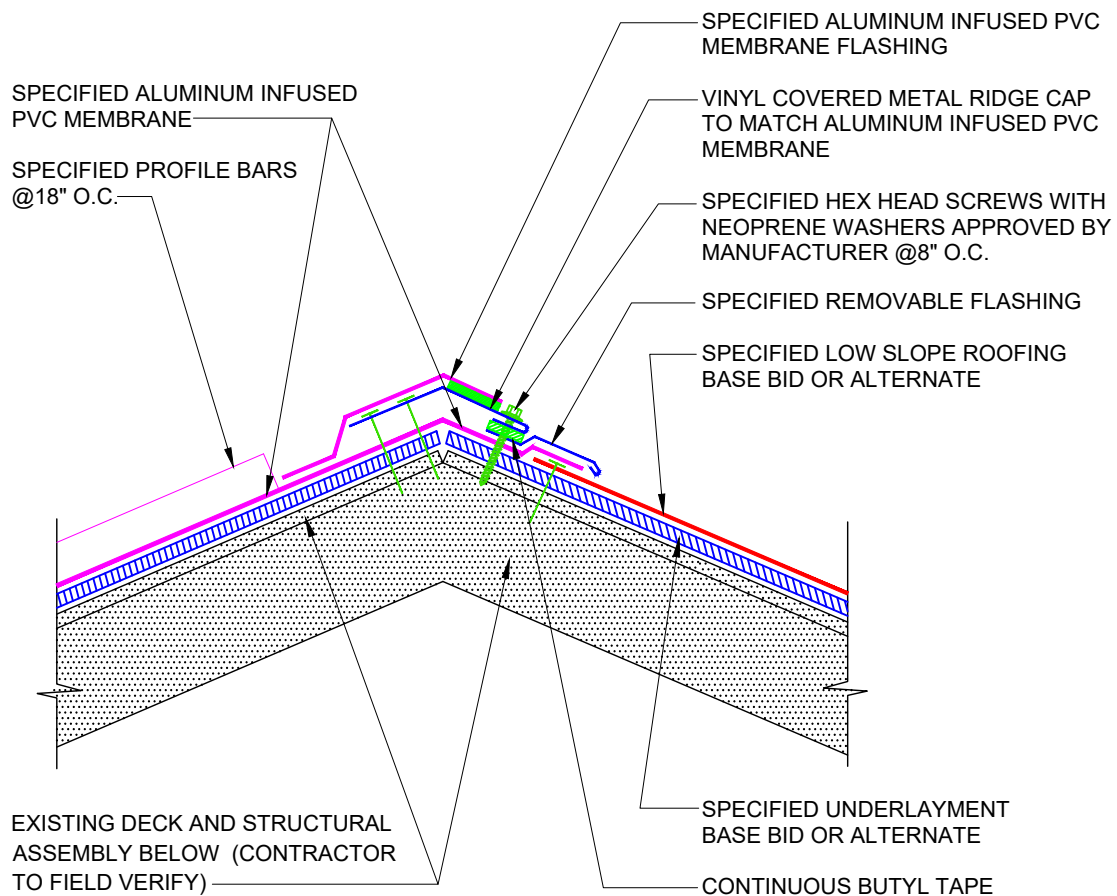 SPECIFIED ALUMINUM INFUSED PVC
MEMBRANE FLASHING
SPECIFIED ALUMINUM INFUSED
PVC MEMBRANE
VINYL COVERED METAL RIDGE CAP
TO MATCH ALUMINUM INFUSED PVC
MEMBRANE
SPECIFIED PROFILE BARS
@18" O.C.
SPECIFIED HEX HEAD SCREWS WITH
NEOPRENE WASHERS APPROVED BY
MANUFACTURER @8" O.C.
SPECIFIED REMOVABLE FLASHING
SPECIFIED LOW SLOPE ROOFING
BASE BID OR ALTERNATE
EXISTING DECK AND STRUCTURAL
ASSEMBLY BELOW (CONTRACTOR
TO FIELD VERIFY)
SPECIFIED UNDERLAYMENT
BASE BID OR ALTERNATE
CONTINUOUS BUTYL TAPE